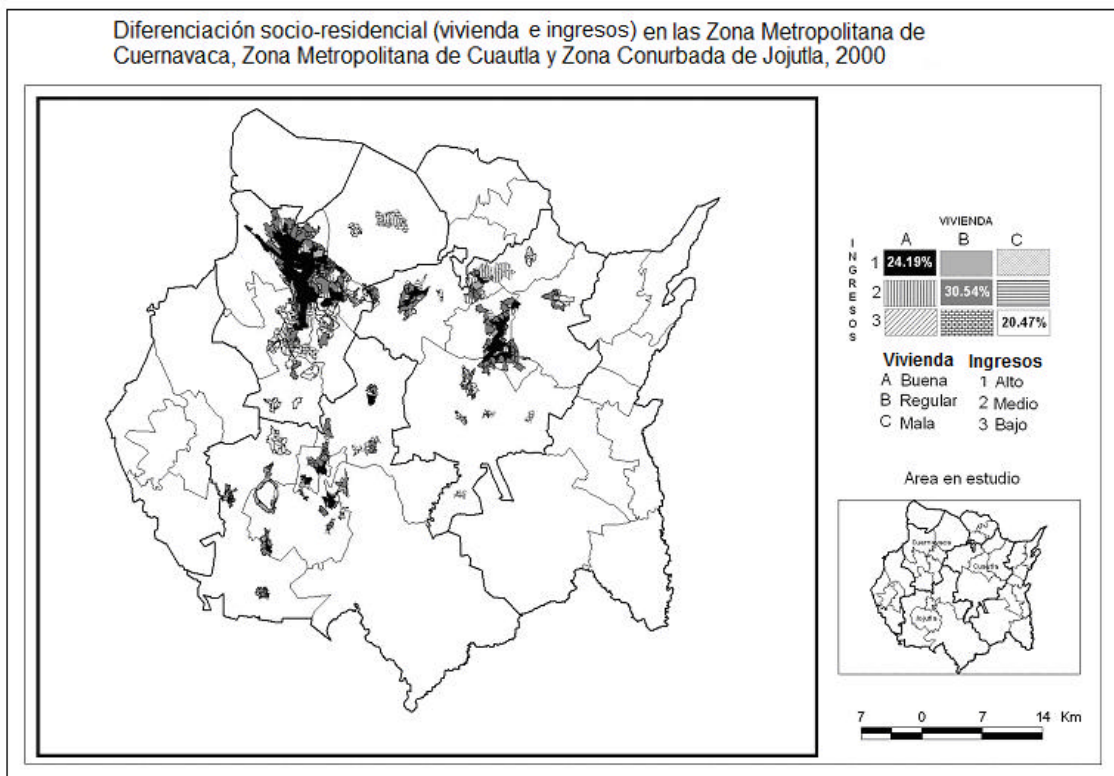 Diferenciación socio-residencial (vivienda e ingresos) en las Zona Metropolitana de
Cuernavaca, Zona Metropolitana de Cuautla y Zona Conurbada de Jojutla, 2000
VIVIENDA
A B C
INGRESOS
1 24.19%
2 30.54%
3 20.47%
Vivienda Ingresos
A Buena 1 Alto
B Regular 2 Medio
C Mala 3 Bajo
Area en estudio
Cuernavaca
Cuautla
Jojutla
7 0 7 14 Km